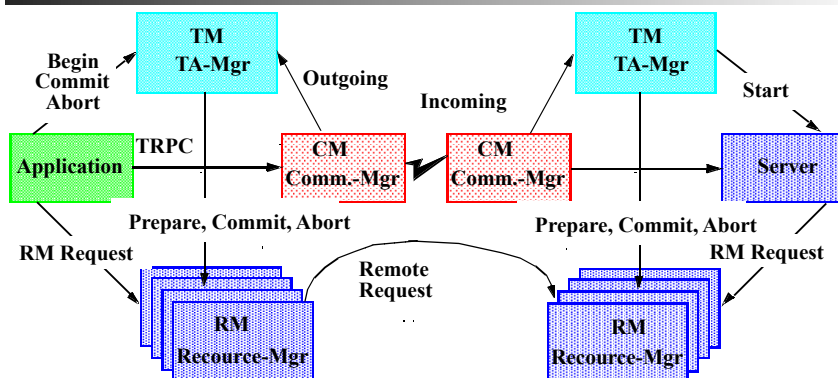 TM
TA-Mgr
Begin
Commit
Abort
Outgoing
Incoming
TM
TA-Mgr
Start
Application
TRPC
CM
Comm.-Mgr
CM
Comm.-Mgr
Server
Prepare, Commit, Abort
Prepare, Commit, Abort
RM Request
RM Request
Remote
Request
RM
Recource-Mgr
RM
Recource-Mgr